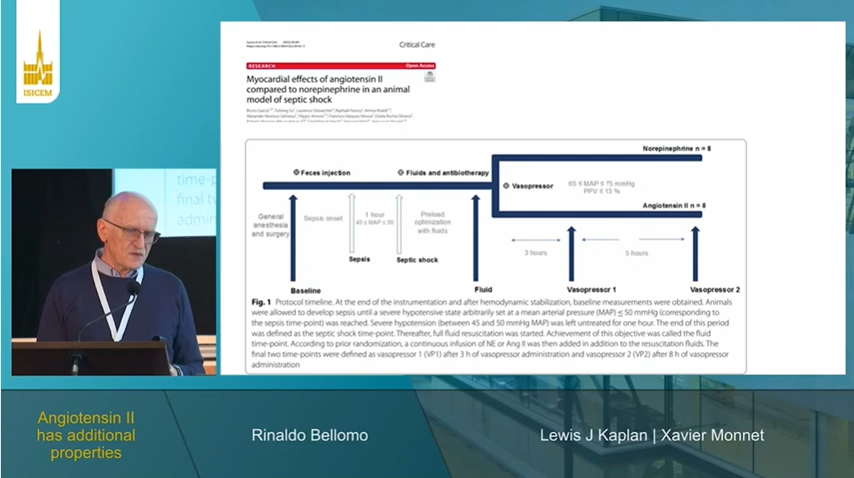 ISICEM
Critical Care
RESEARCH
Open Access
Myocardial effects of angiotensin II
compared to norepinephrine in an animal
model of septic shock
Norepinephrine n = 8
Feces injection
Fluids and antibiotherapy
Vasopressor
65 ≤ MAP ≤ 75 mmHg
PPV ≤ 13 %
Angiotensin II n = 8
General
anesthesia
and surgery
Sepsis onset
1 hour
45 ≤ MAP ≤ 50
Preload
optimization
with fluids
3 hours
5 hours
Sepsis
Septic shock
Baseline
Fluid
Vasopressor 1
Vasopressor 2
Fig. 1 Protocol timeline. At the end of the instrumentation and after hemodynamic stabilization, baseline measurements were obtained. Animals
were allowed to develop sepsis until a severe hypotensive state arbitrarily set at a mean arterial pressure (MAP) ≤ 50 mmHg (corresponding to
the sepsis time-point) was reached. Severe hypotension (between 45 and 50 mmHg MAP) was left untreated for one hour. The end of this period
was defined as the septic shock time-point. Thereafter, full fluid resuscitation was started. Achievement of this objective was called the fluid
time-point. According to prior randomization, a continuous infusion of NE or Ang II was then added in addition to the resuscitation fluids. The
final two time-points were defined as vasopressor 1 (VP1) after 3 h of vasopressor administration and vasopressor 2 (VP2) after 8 h of vasopressor
administration
time-p
final tw
admin
Angiotensin II
has additional
properties
Rinaldo Bellomo
Lewis J Kaplan | Xavier Monnet